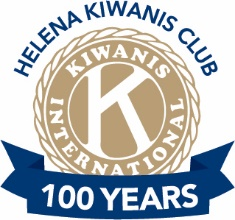 HELENA KIWANIS CLUB
KIWANIS
K
INTERNATIONAL
100 YEARS